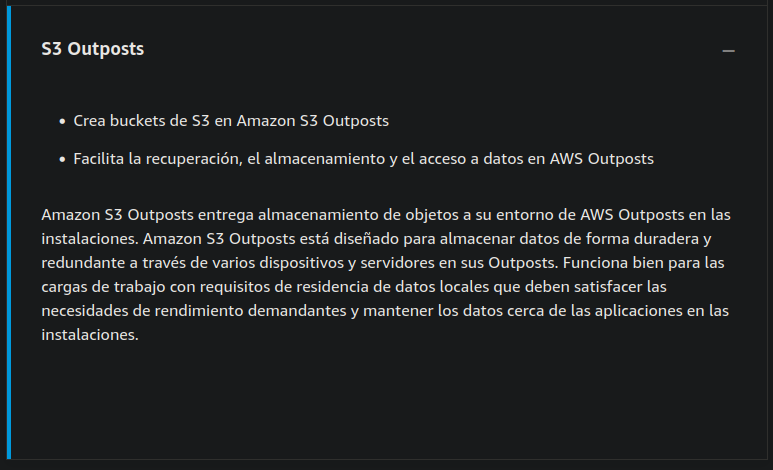 S3 Outposts
• Crea buckets de S3 en Amazon S3 Outposts
• Facilita la recuperación, el almacenamiento y el acceso a datos en AWS Outposts
Amazon S3 Outposts entrega almacenamiento de objetos a su entorno de AWS Outposts en las
instalaciones. Amazon S3 Outposts está diseñado para almacenar datos de forma duradera y
redundante a través de varios dispositivos y servidores en sus Outposts. Funciona bien para las
cargas de trabajo con requisitos de residencia de datos locales que deben satisfacer las
necesidades de rendimiento demandantes y mantener los datos cerca de las aplicaciones en las
instalaciones.